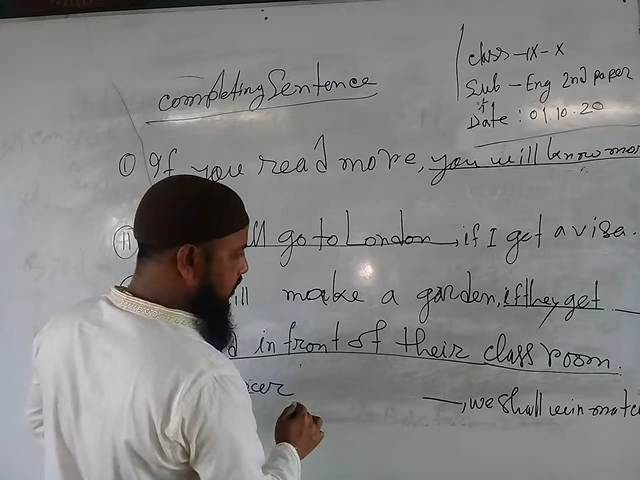 Completing Sentence
class - IX - X
Sub - Eng 2nd paper
Date : 01.10.20
① If you read more, you will know mor
go to London, if I get a visa.
make a garden, if they get
in front of their class room.
, we shall win